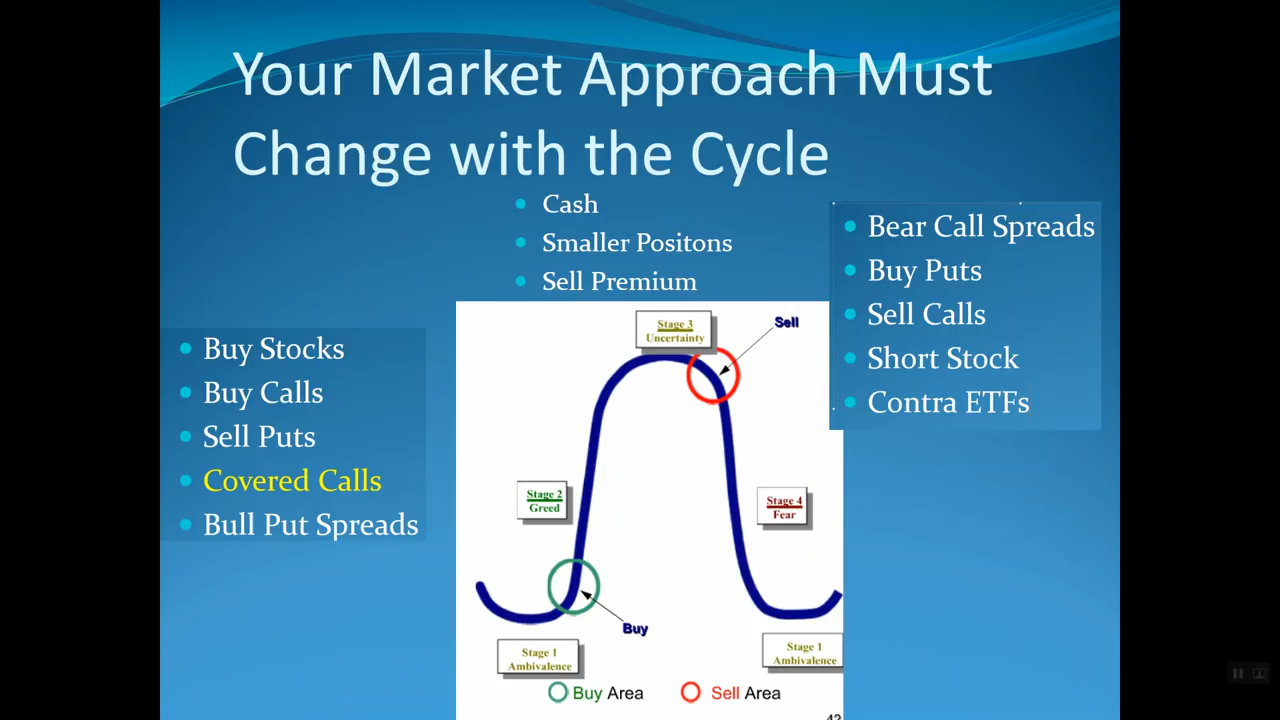 Your Market Approach Must
Change with the Cycle
Cash
Smaller Positons
Sell Premium
Bear Call Spreads
Buy Puts
Sell Calls
Short Stock
Contra ETFs
Buy Stocks
Buy Calls
Sell Puts
Covered Calls
Bull Put Spreads
Stage 3
Uncertainty
Sell
Stage 2
Greed
Stage 4
Fear
Buy
Stage 1
Ambivalence
Stage 1
Ambivalence
Buy Area
Sell Area